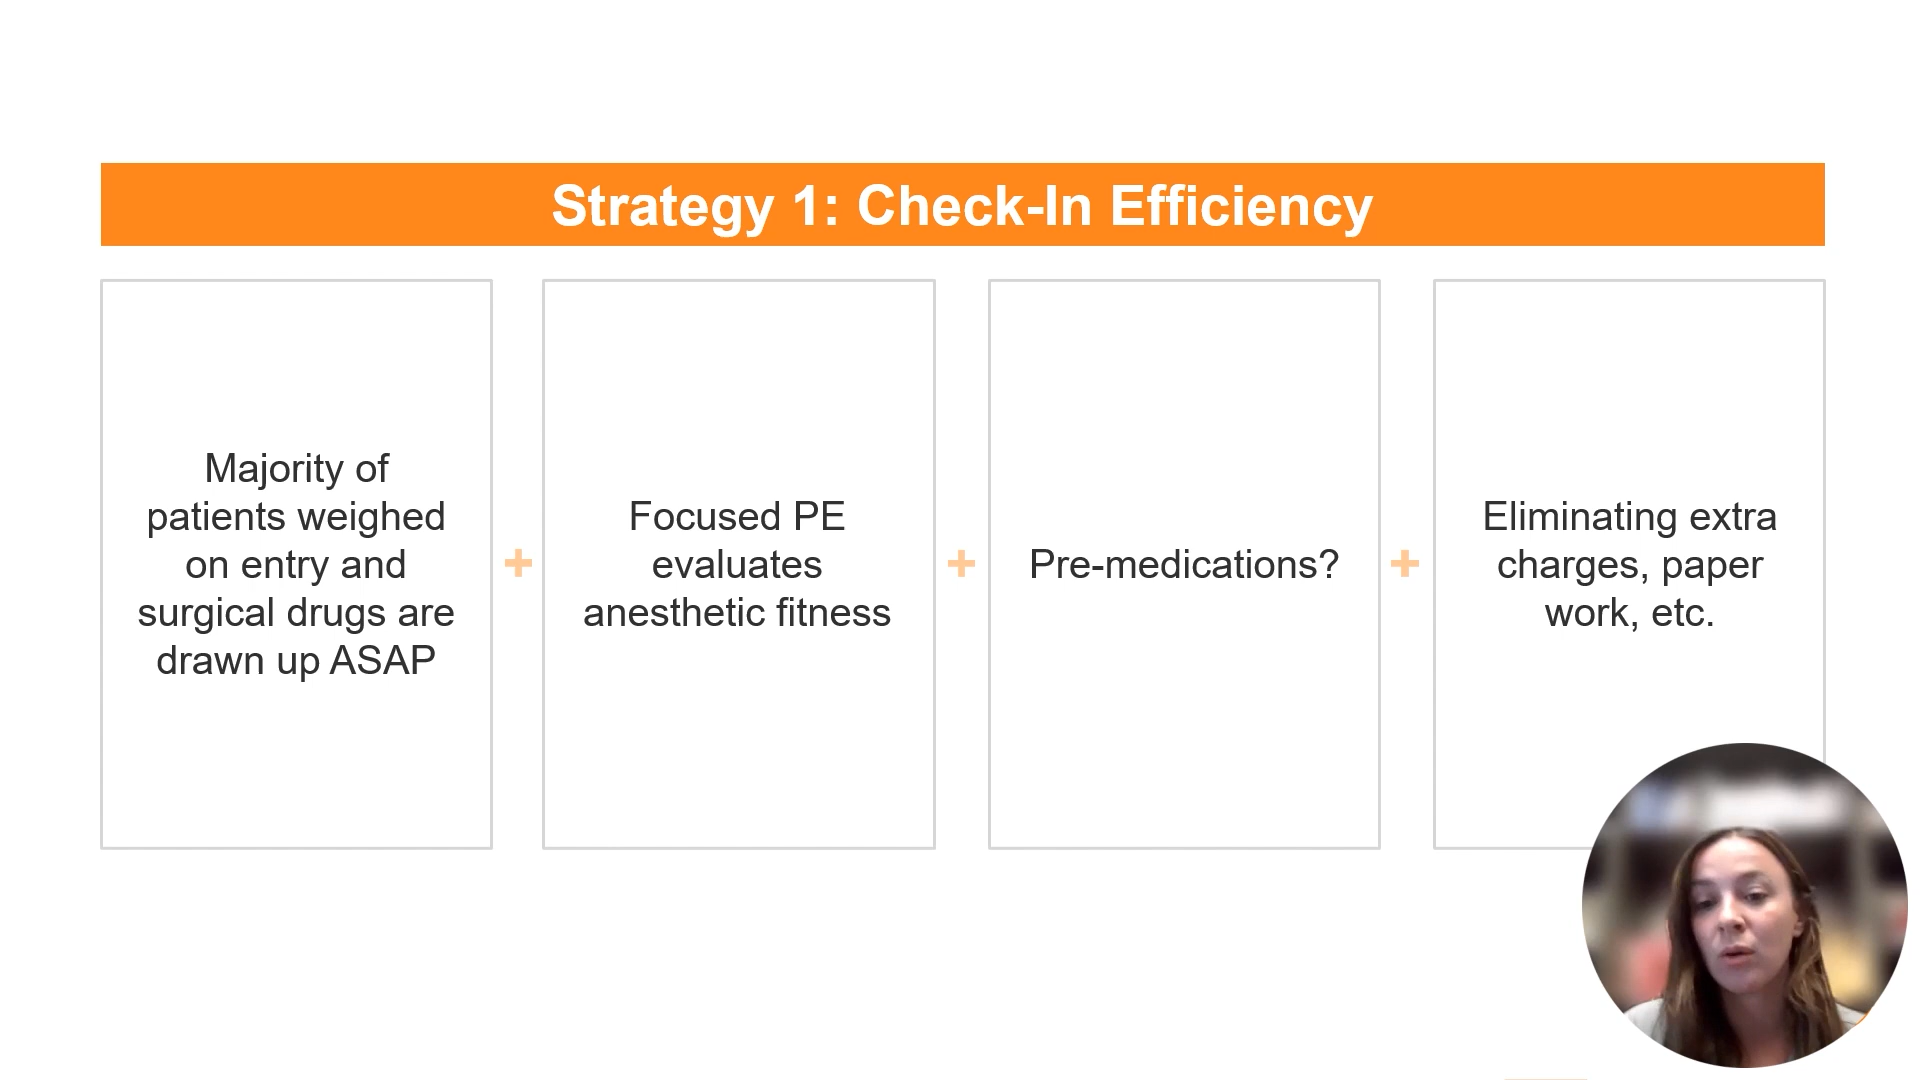 Strategy 1: Check-In Efficiency
Majority of
patients weighed
on entry and
surgical drugs are
drawn up ASAP
+
Focused PE
evaluates
anesthetic fitness
+
Pre-medications?
+
Eliminating extra
charges, paper
work, etc.